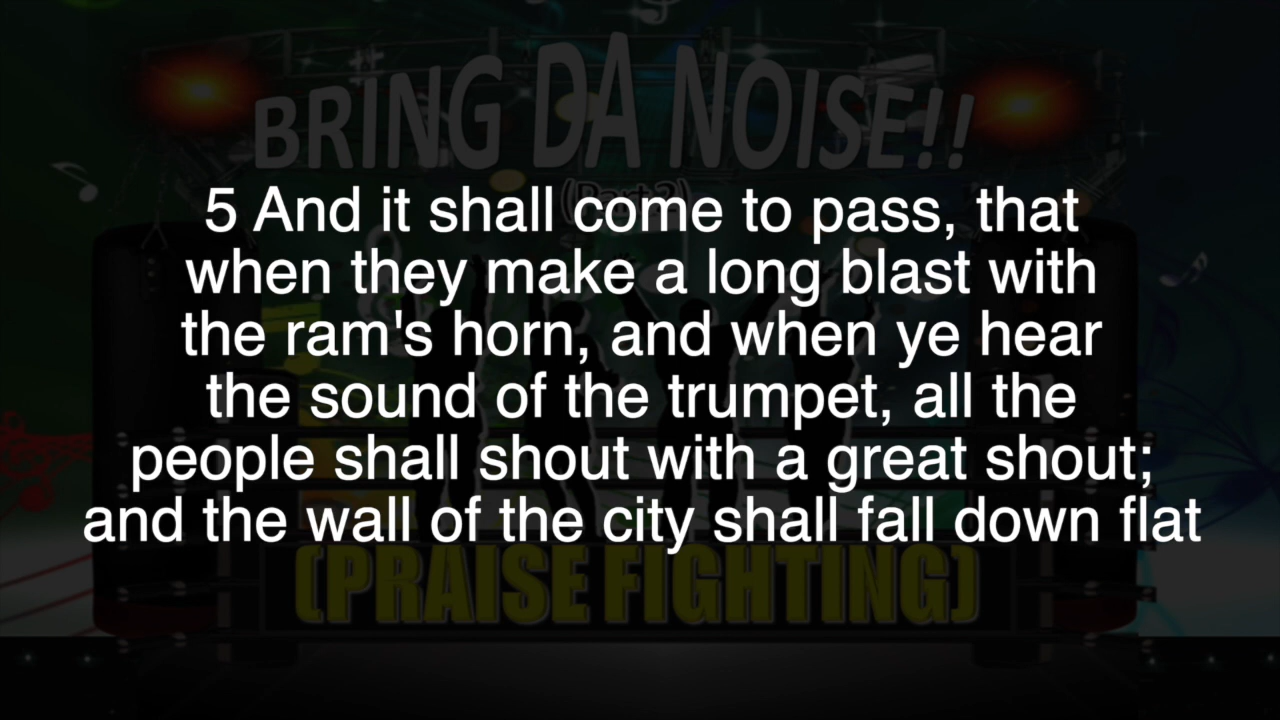 BRING DA NOISE!!
(Part 2)
5 And it shall come to pass, that
when they make a long blast with
the ram's horn, and when ye hear
the sound of the trumpet, all the
people shall shout with a great shout;
and the wall of the city shall fall down flat
(PRAISE FIGHTING)